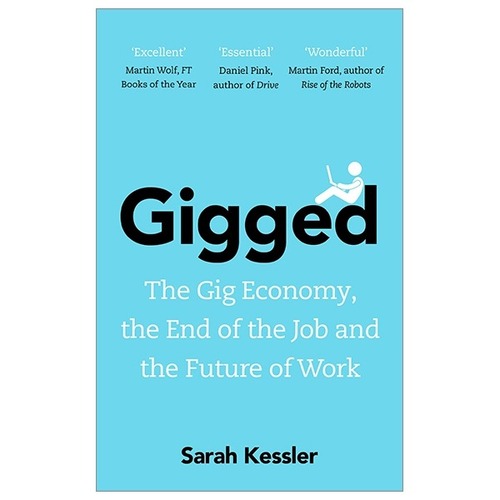 ‘Excellent’
Martin Wolf, FT
Books of the Year
‘Essential’
Daniel Pink,
author of Drive
‘Wonderful’
Martin Ford, author of
Rise of the Robots
Gigged
The Gig Economy,
the End of the Job and
the Future of Work
Sarah Kessler